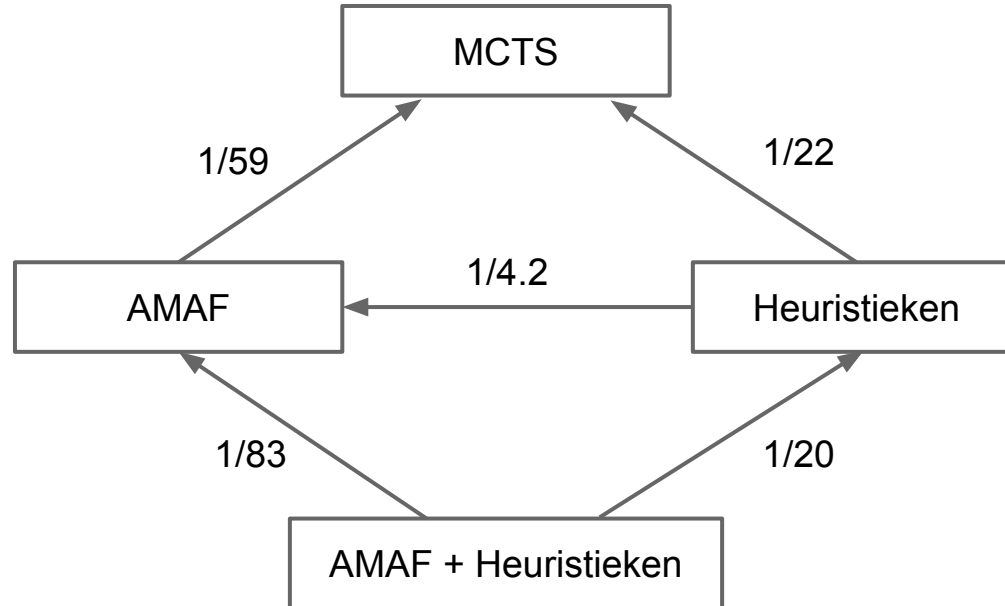 MCTS
1/59
1/22
1/4.2
AMAF
Heuristieken
1/83
1/20
AMAF + Heuristieken